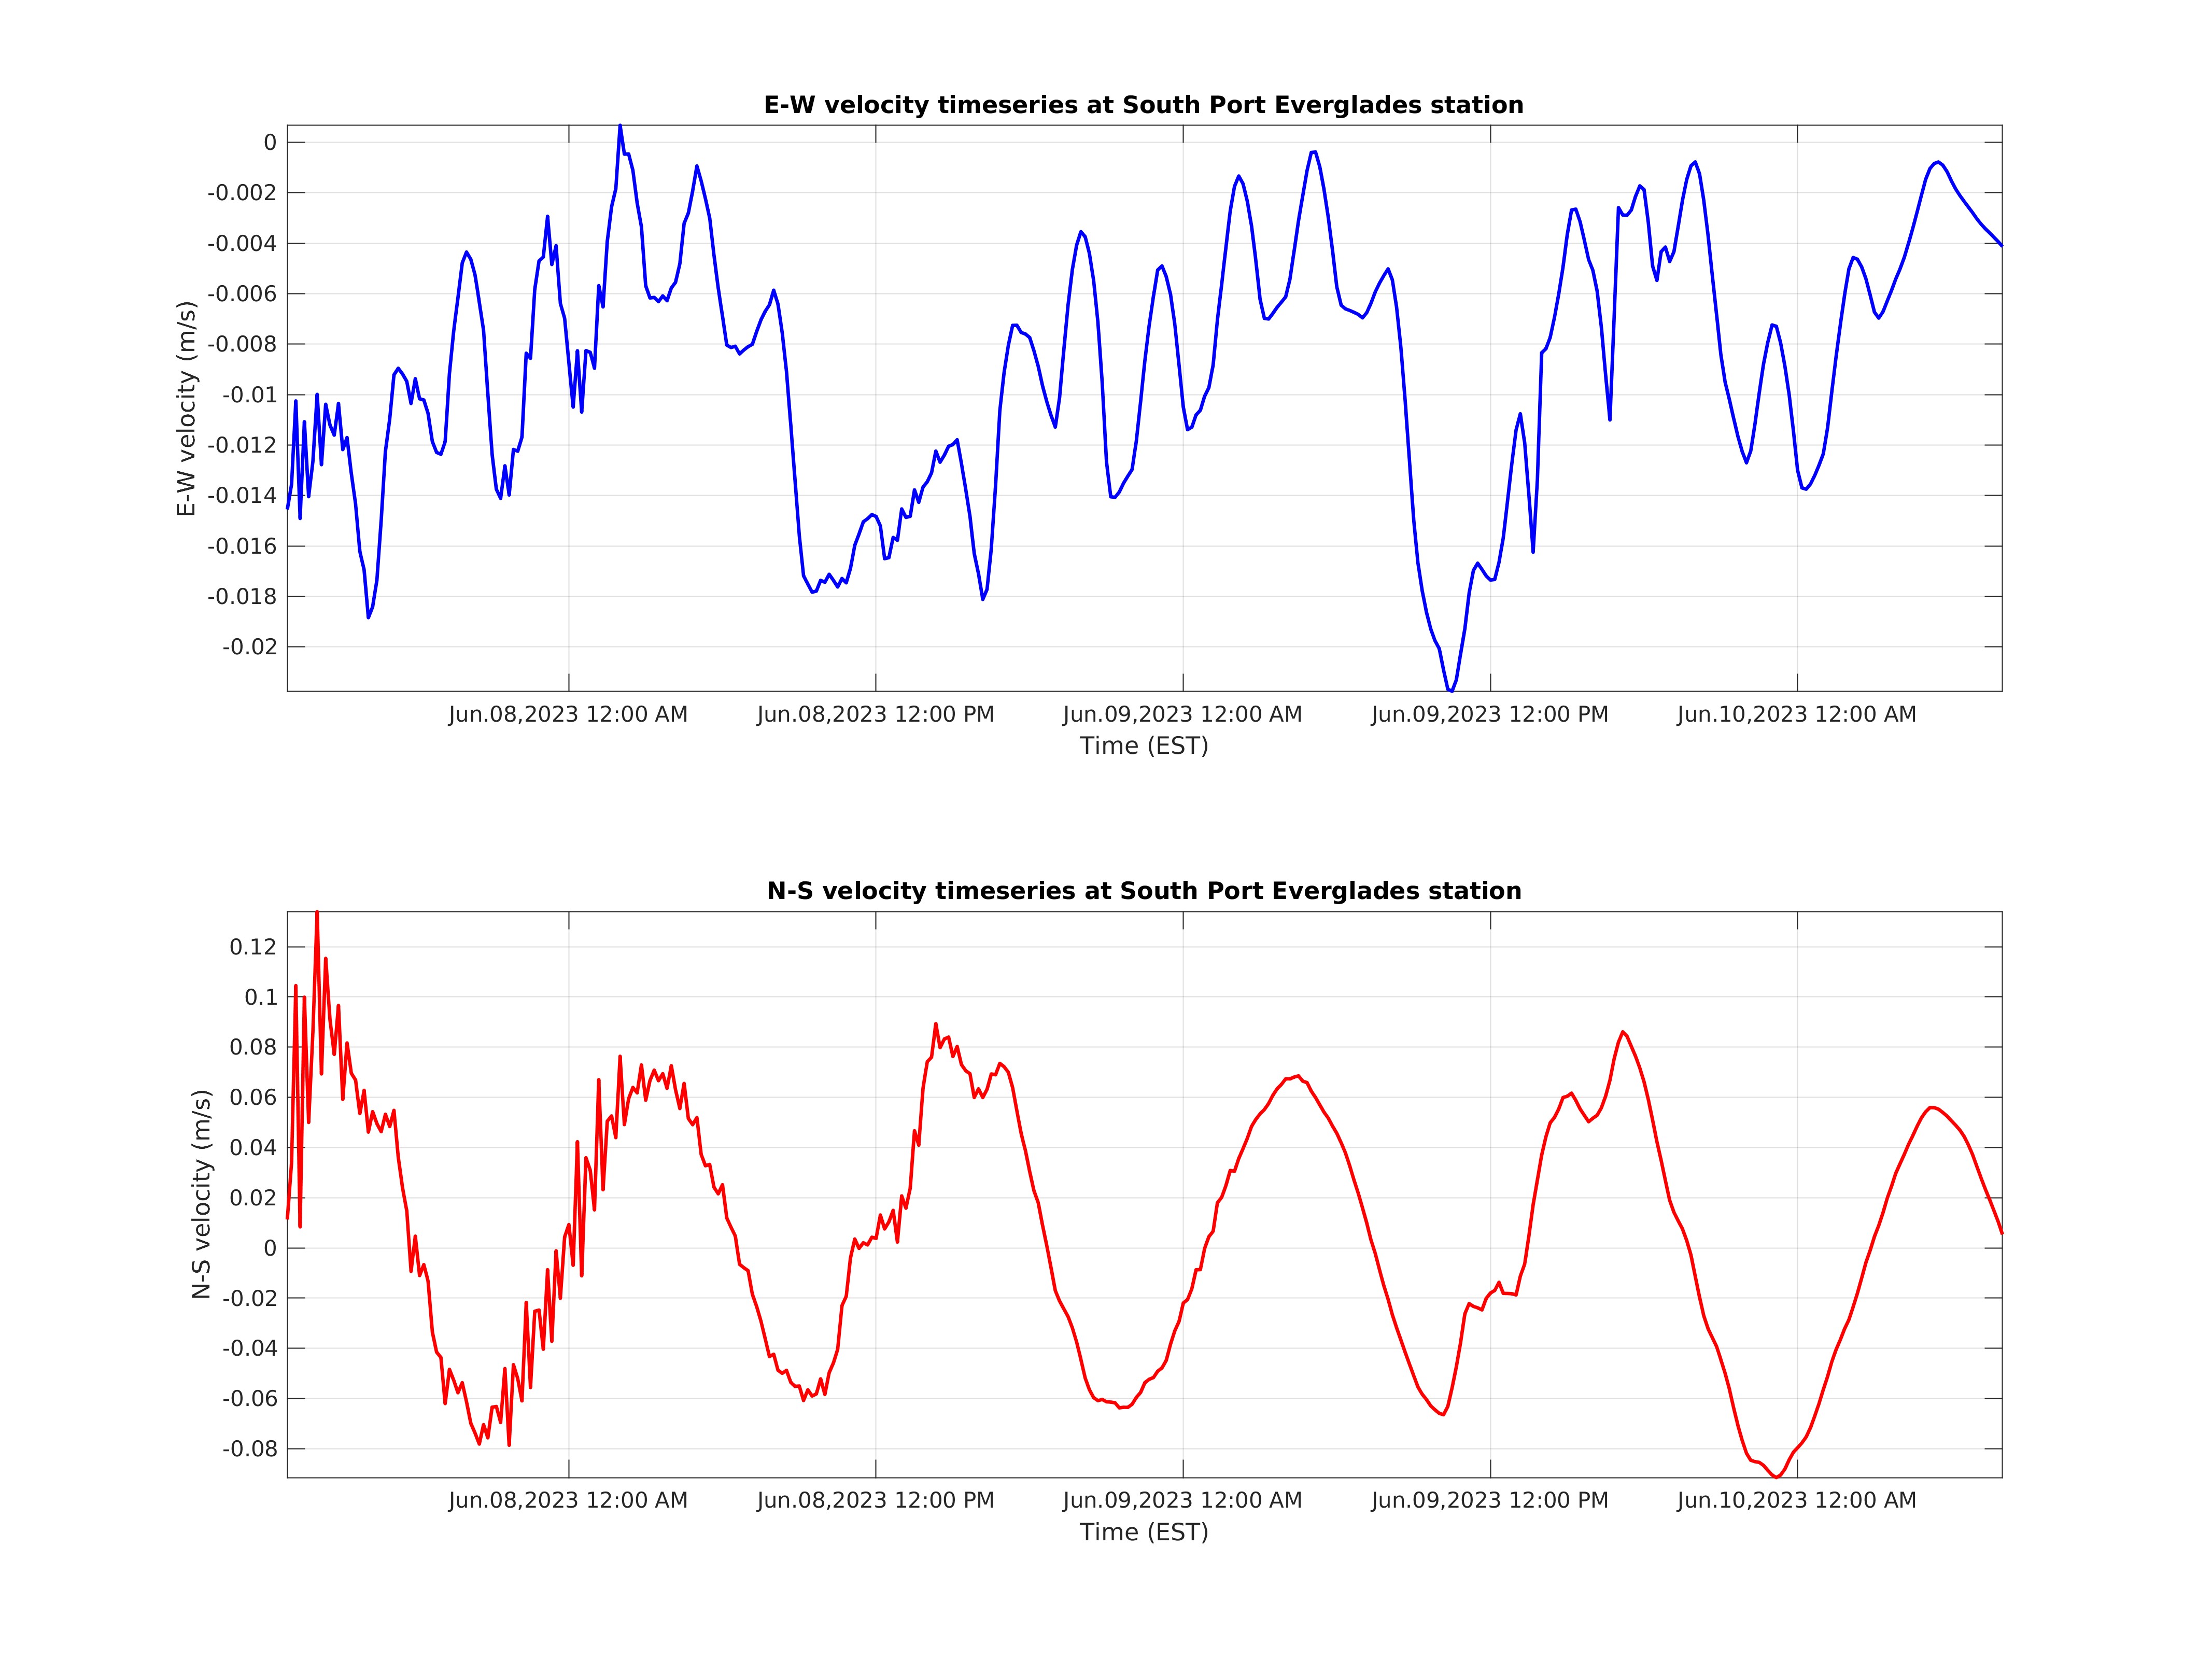 E-W velocity timeseries at South Port Everglades station
0
-0.002
-0.004
-0.006
-0.008
-0.01
-0.012
-0.014
-0.016
-0.018
-0.02
E-W velocity (m/s)
Jun.08,2023 12:00 AM Jun.08,2023 12:00 PM Jun.09,2023 12:00 AM Jun.09,2023 12:00 PM Jun.10,2023 12:00 AM
Time (EST)
N-S velocity timeseries at South Port Everglades station
0.12
0.1
0.08
0.06
0.04
0.02
0
-0.02
-0.04
-0.06
-0.08
N-S velocity (m/s)
Jun.08,2023 12:00 AM Jun.08,2023 12:00 PM Jun.09,2023 12:00 AM Jun.09,2023 12:00 PM Jun.10,2023 12:00 AM
Time (EST)